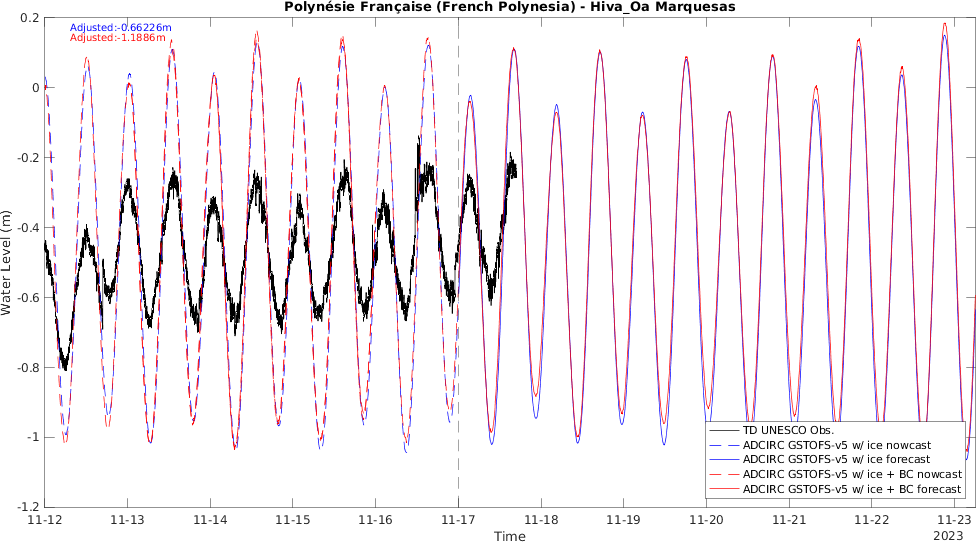 Polynésie Française (French Polynesia) - Hiva_Oa Marquesas
Adjusted:-0.66226m
Adjusted:-1.1886m
0.2
0
-0.2
-0.4
-0.6
-0.8
-1
-1.2
Water Level (m)
TD UNESCO Obs.
ADCIRC GSTOFS-v5 w/ ice nowcast
ADCIRC GSTOFS-v5 w/ ice forecast
ADCIRC GSTOFS-v5 w/ ice + BC nowcast
ADCIRC GSTOFS-v5 w/ ice + BC forecast
11-12 11-13 11-14 11-15 11-16 11-17 11-18 11-19 11-20 11-21 11-22 11-23
Time
2023